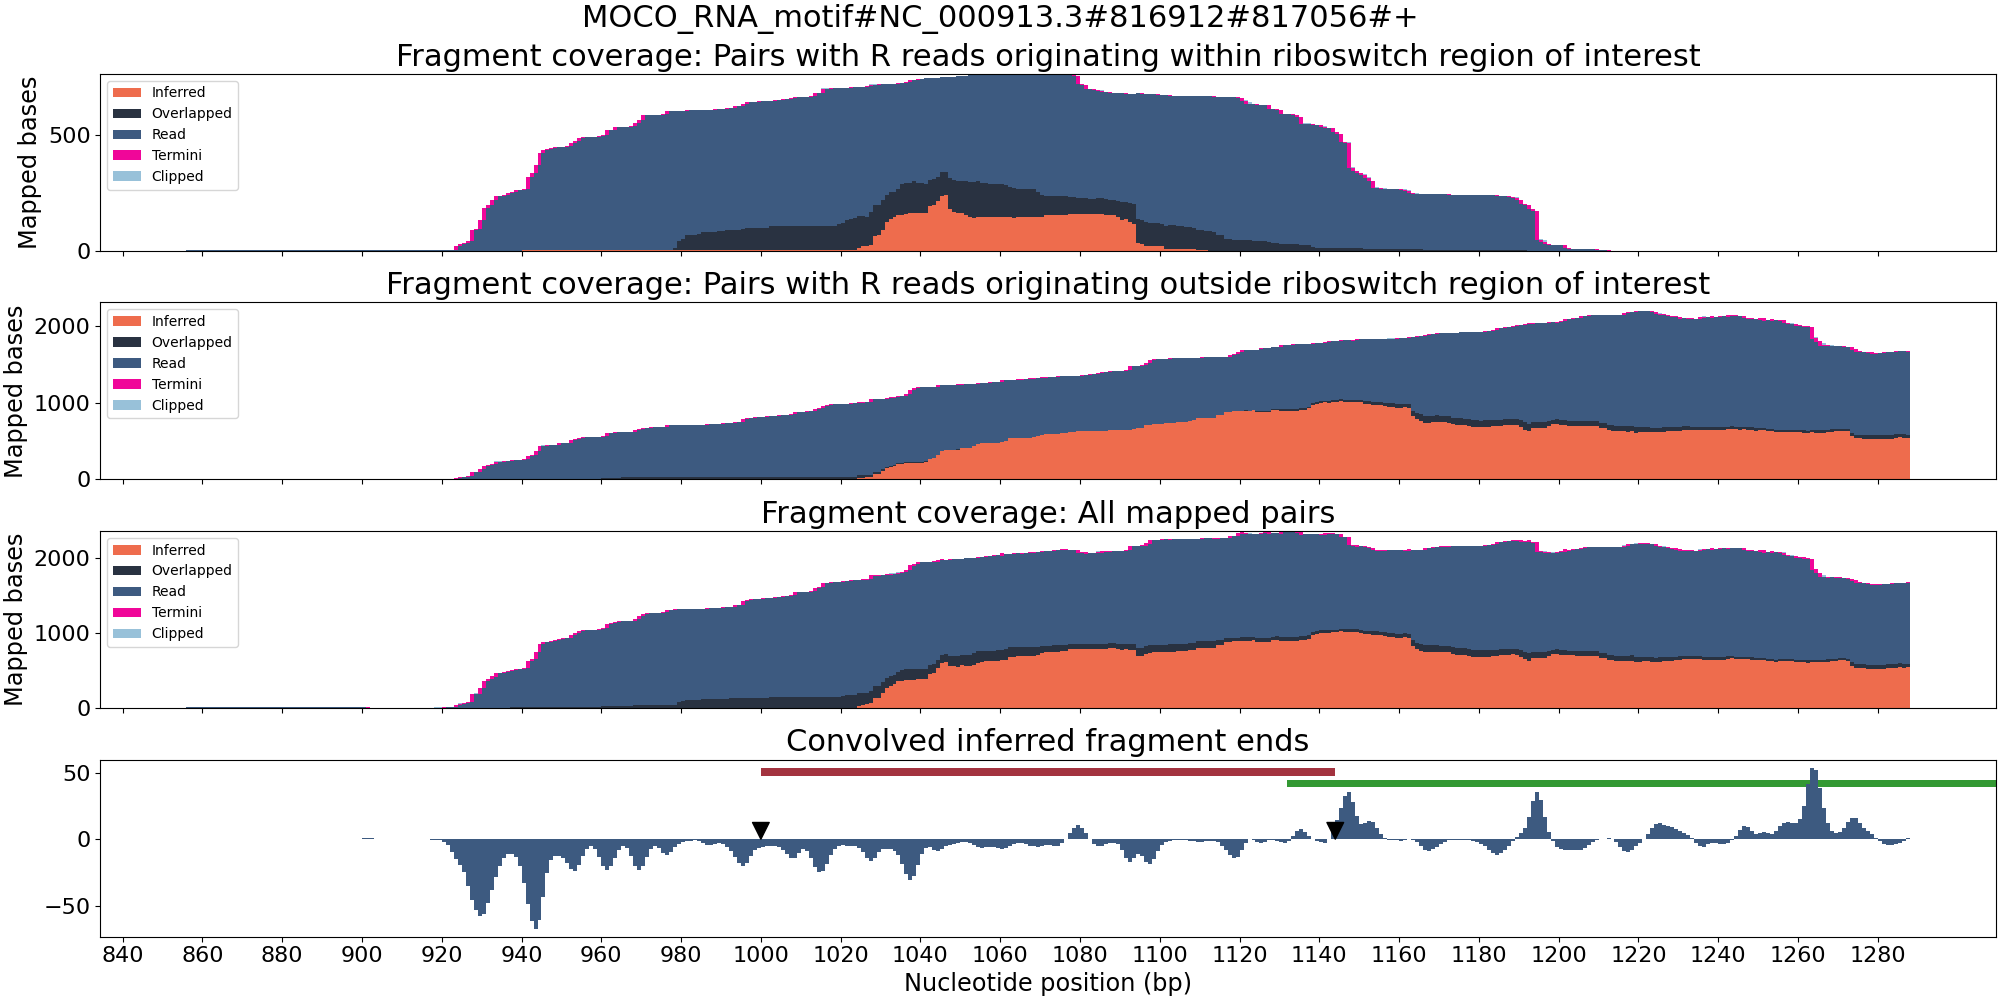 MOCO_RNA_motif#NC_000913.3#816912#817056#+
Fragment coverage: Pairs with R reads originating within riboswitch region of interest
Mapped bases
500
0
Inferred
Overlapped
Read
Termini
Clipped
Fragment coverage: Pairs with R reads originating outside riboswitch region of interest
Mapped bases
2000
1000
0
Inferred
Overlapped
Read
Termini
Clipped
Fragment coverage: All mapped pairs
Mapped bases
2000
1000
0
Inferred
Overlapped
Read
Termini
Clipped
Convolved inferred fragment ends
50
0
−50
840 860 880 900 920 940 960 980 1000 1020 1040 1060 1080 1100 1120 1140 1160 1180 1200 1220 1240 1260 1280
Nucleotide position (bp)